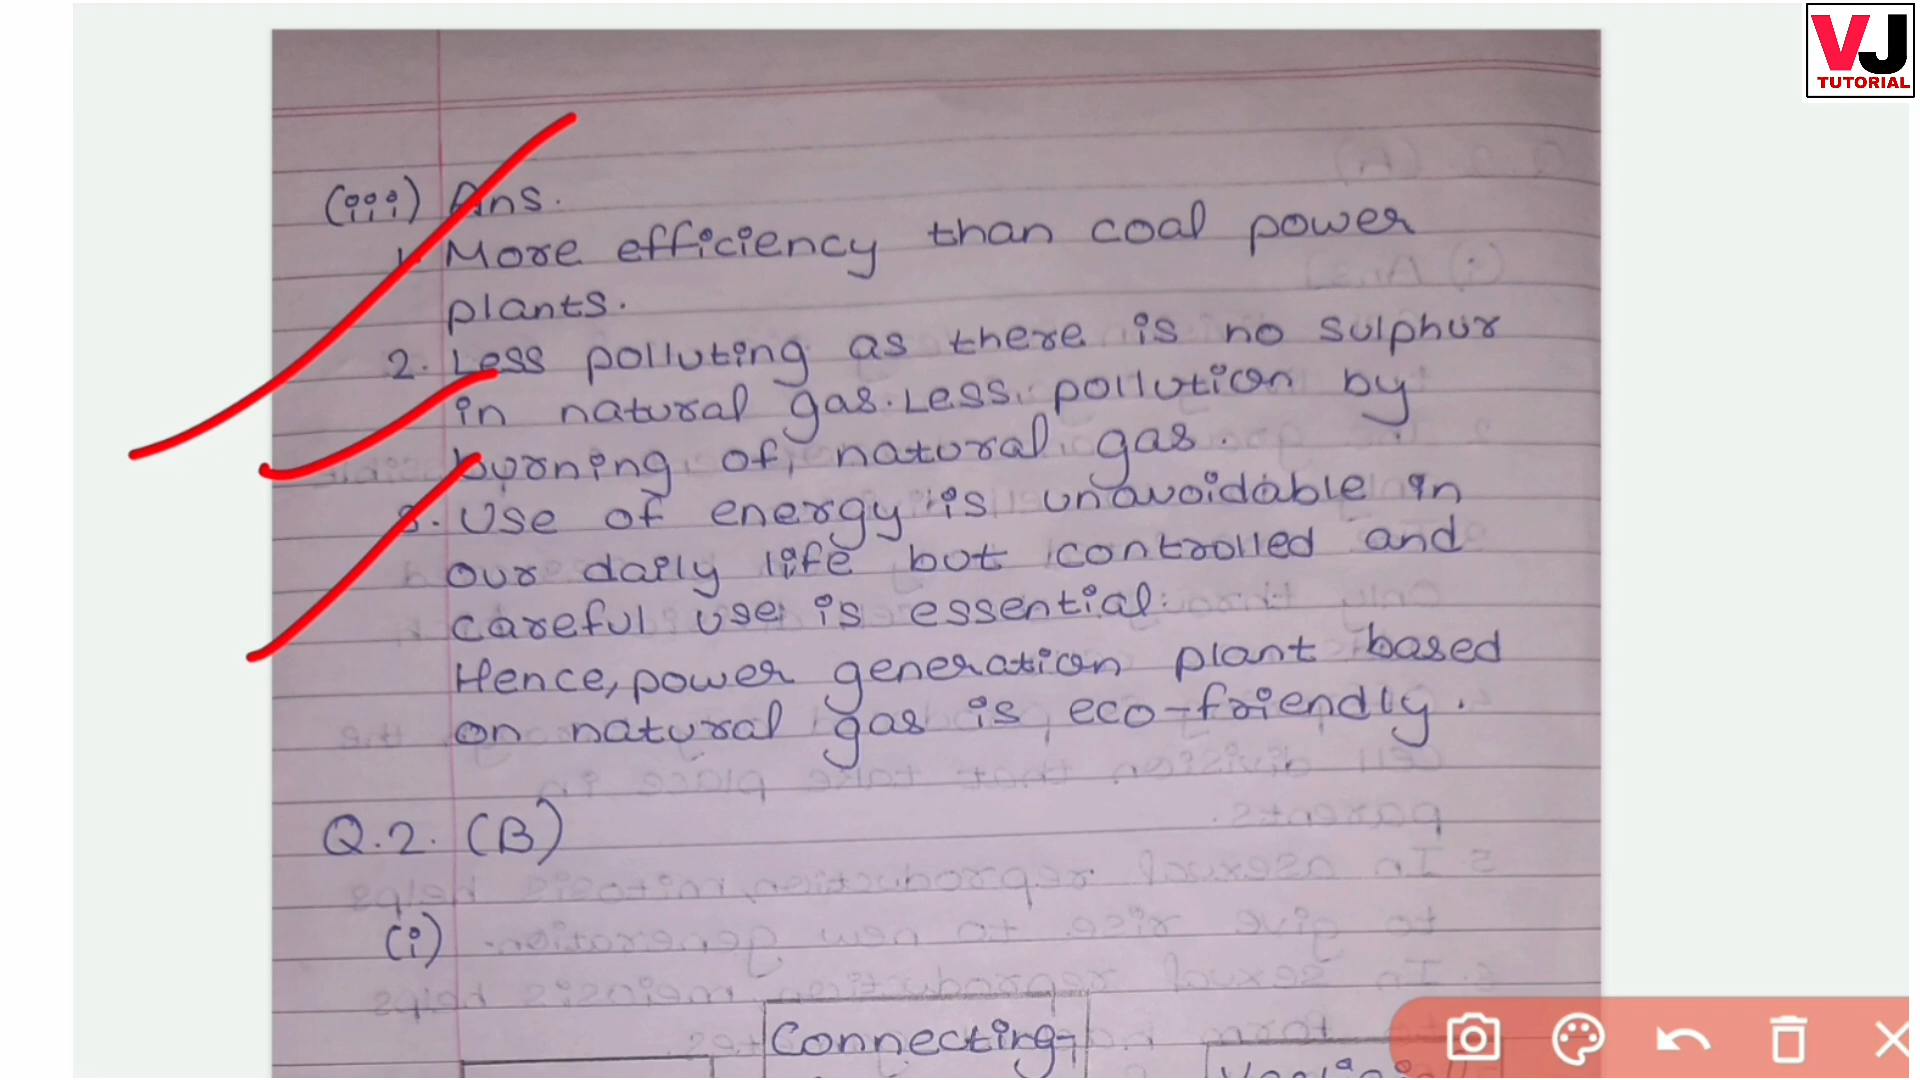 VJ
TUTORIAL
(iii) Ans.
1. More efficiency than coal power
plants.
2. Less polluting as there is no sulphur
in natural gas. Less pollution by
burning of natural gas.
3. Use of energy is unavoidable in
our daily life but controlled and
careful use is essential.
Hence, power generation plant based
on natural gas is eco-friendly.
Q.2. (B)
(i)
Connecting